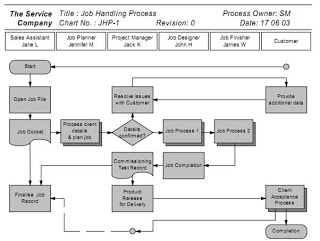 The Service Company
Title : Job Handling Process
Process Owner: SM
Chart No. : JHP-1
Revision: 0
Date: 17 06 03
Sales Assistant
Jane L
Job Planner
Jennifer M
Project Manager
Jack K
Job Designer
John H
Job Finisher
James W
Customer
Start
Open Job File
Resolve issues
with Customer
Provide
additional data
Job Docket
Process client
details
& plan job
Details
confirmed?
Job Process 1
Job Process 2
Commissioning
Test Record
Job Completion
Finalise Job
Record
Product
Release
for Delivery
Client
Acceptance
Process
Completion